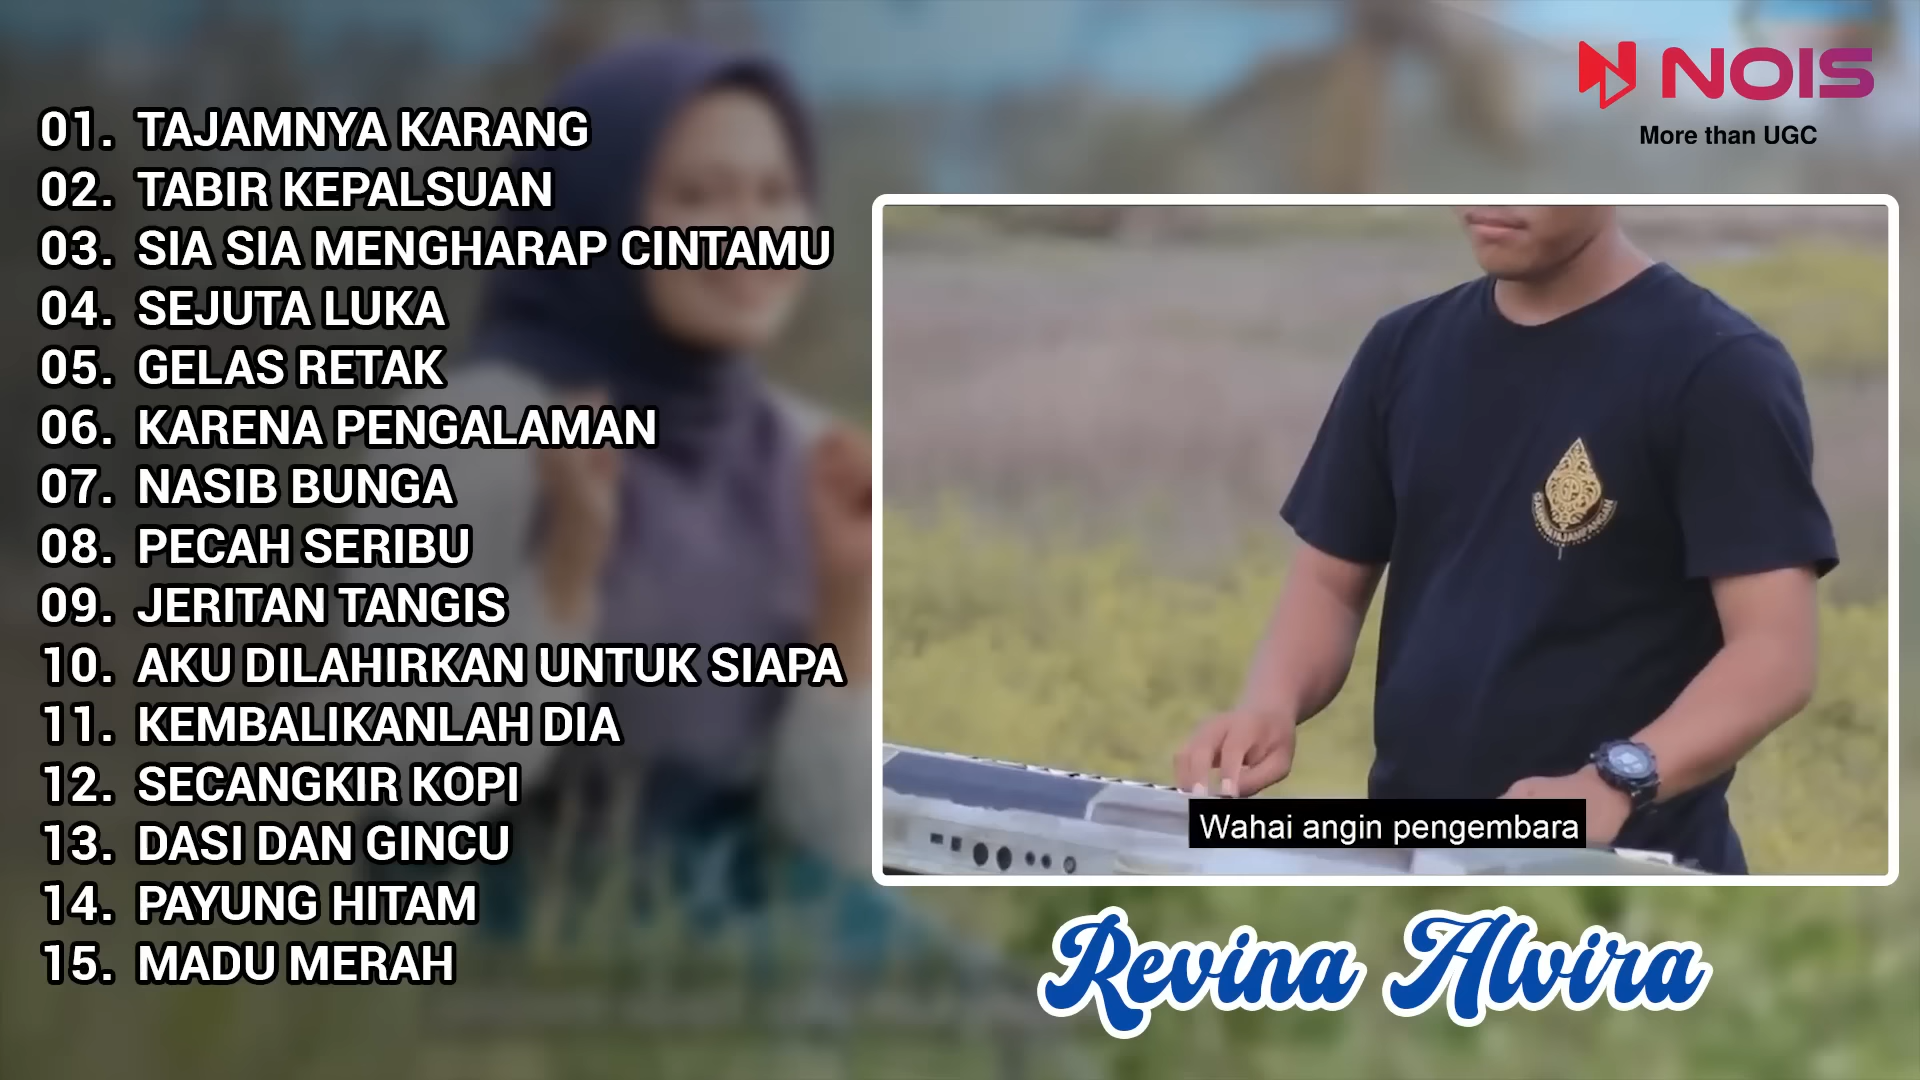 01. TAJAMNYA KARANG
02. TABIR KEPALSUAN
03. SIA SIA MENGHARAP CINTAMU
04. SEJUTA LUKA
05. GELAS RETAK
06. KARENA PENGALAMAN
07. NASIB BUNGA
08. PECAH SERIBU
09. JERITAN TANGIS
10. AKU DILAHIRKAN UNTUK SIAPA
11. KEMBALIKANLAH DIA
12. SECANGKIR KOPI
13. DASI DAN GINCU
14. PAYUNG HITAM
15. MADU MERAH
NOIS
More than UGC
Wahai angin pengembara
Revina Alvira